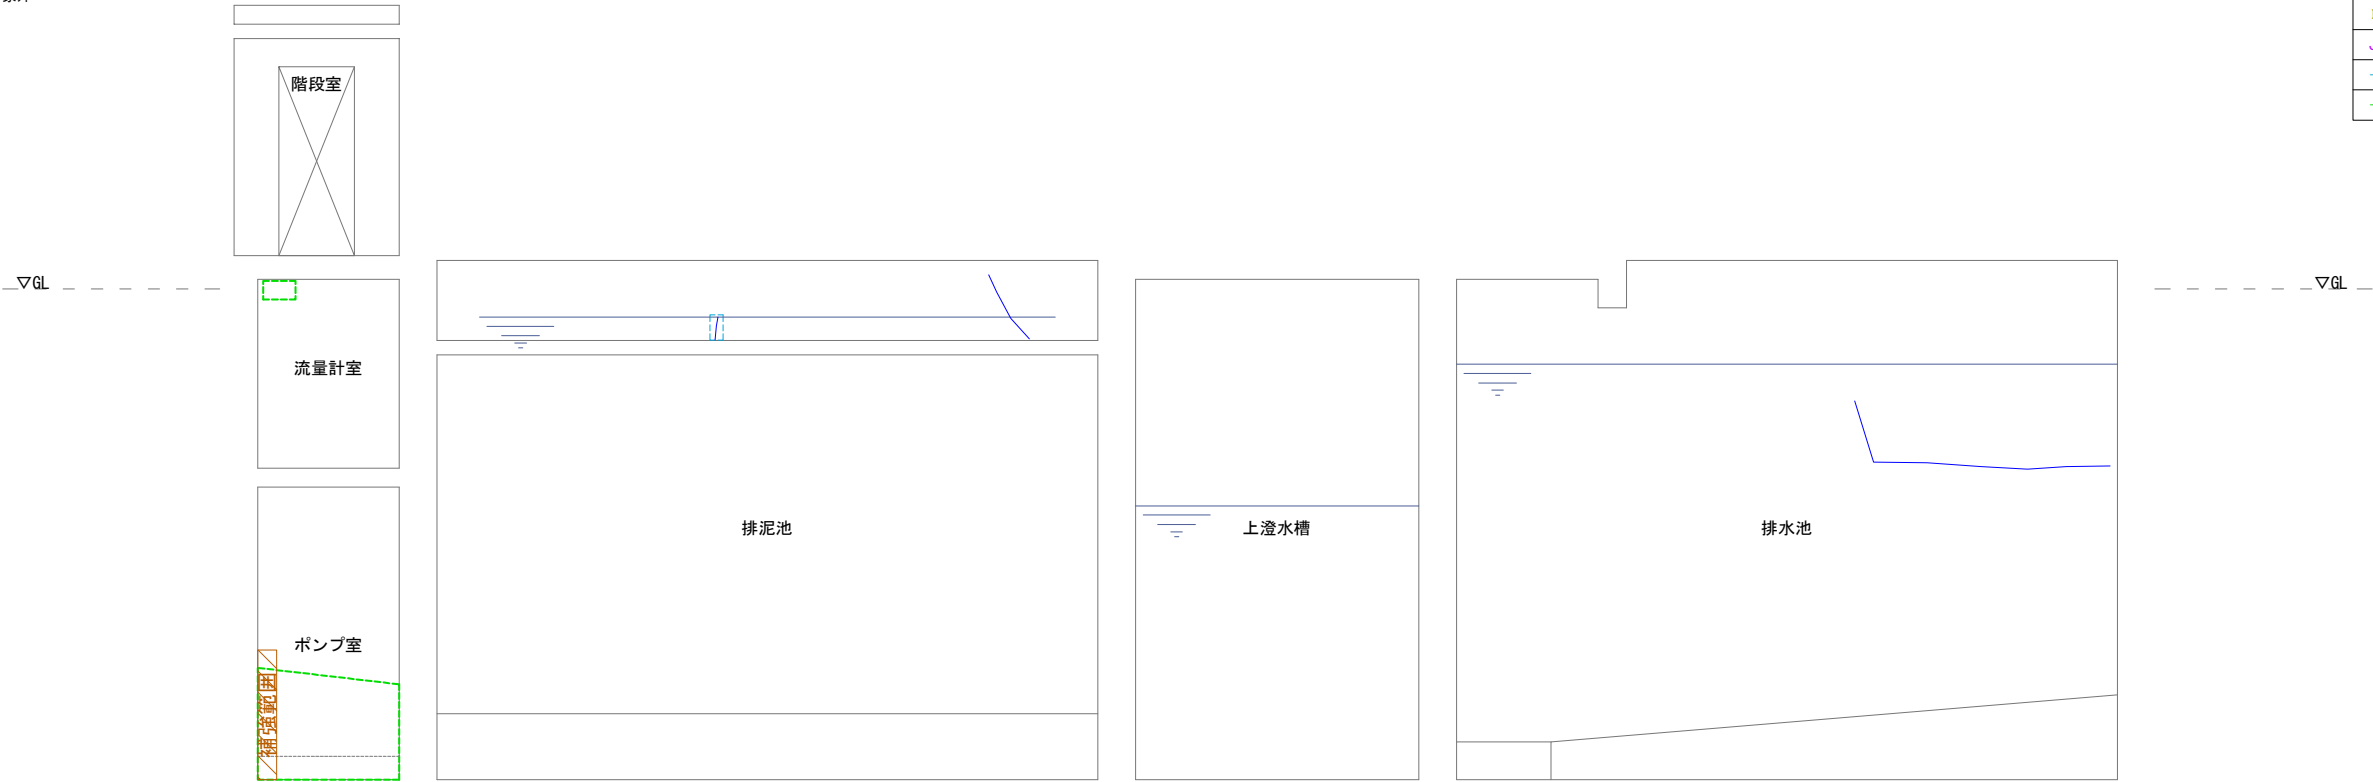 階段室
▽GL
▽GL
流量計室
排泥池
上澄水槽
排水池
ポンプ室
補強範囲